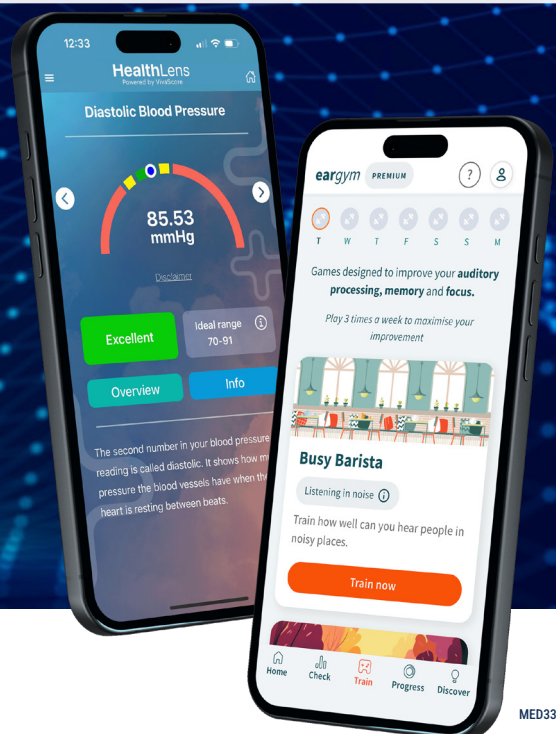 12:33
HealthLens
Powered by VivaScore
Diastolic Blood Pressure
85.53
mmHg
Disclaimer
Excellent
Ideal range
70-91
Overview
Info
The second number in your blood pressure
reading is called diastolic. It shows how
pressure the blood vessels have when
heart is resting between beats.
eargym PREMIUM ?
T W T F S S M
Games designed to improve your auditory
processing, memory and focus.
Play 3 times a week to maximise your
improvement
Busy Barista
Listening in noise
Train how well can you hear people in
noisy places.
Train now
Home Check Train Progress Discover
MED33